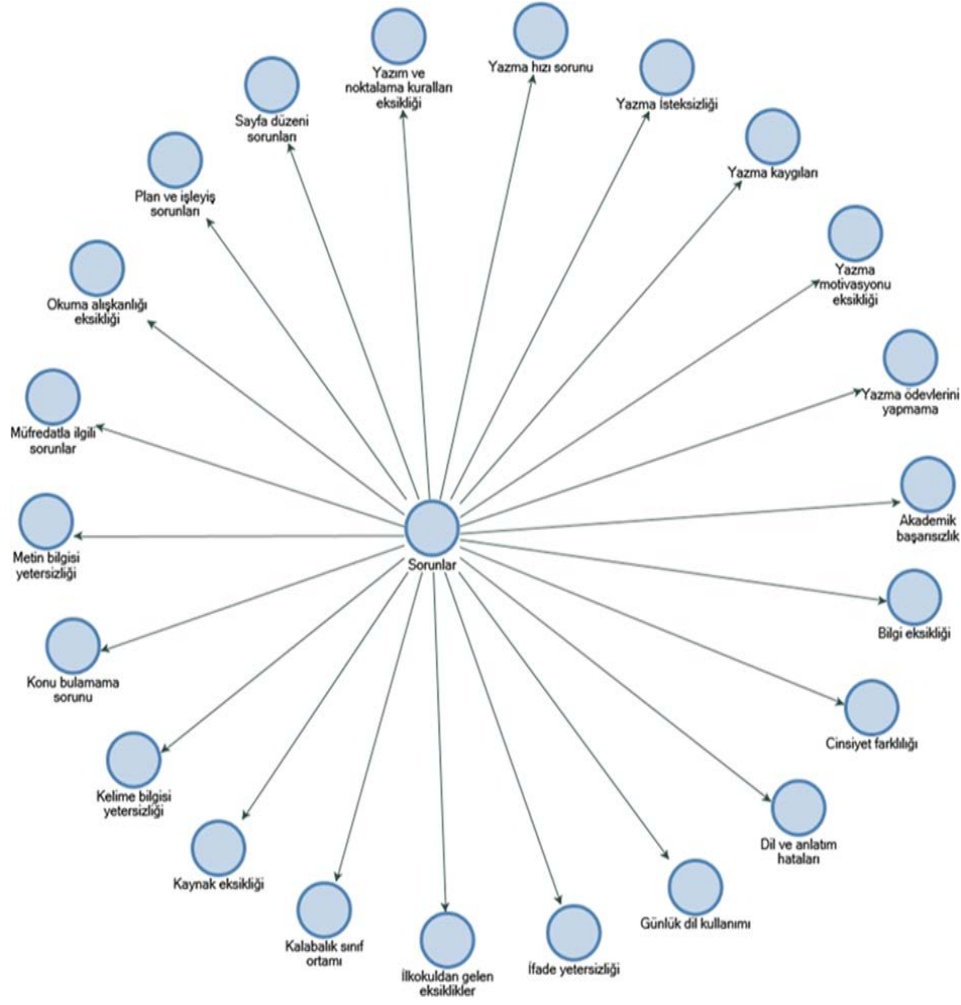 Yazma hızı sorunu
Yazım ve
noktalama kuralları
eksikliği
Yazma İsteksizliği
Sayfa düzeni
sorunları
Yazma kaygıları
Plan ve işleyiş
sorunları
Yazma
motivasyonu
eksikliği
Okuma alışkanlığı
eksikliği
Yazma ödevlerini
yapmama
Müfredatla ilgili
sorunlar
Akademik
başarısızlık
Metin bilgisi
yetersizliği
Sorunlar
Bilgi eksikliği
Konu bulamama
sorunu
Cinsiyet farklılığı
Kelime bilgisi
yetersizliği
Dil ve anlatım
hataları
Kaynak eksikliği
Günlük dil kullanımı
Kalabalık sınıf
ortamı
İfade yetersizliği
İlkokuldan gelen
eksiklikler